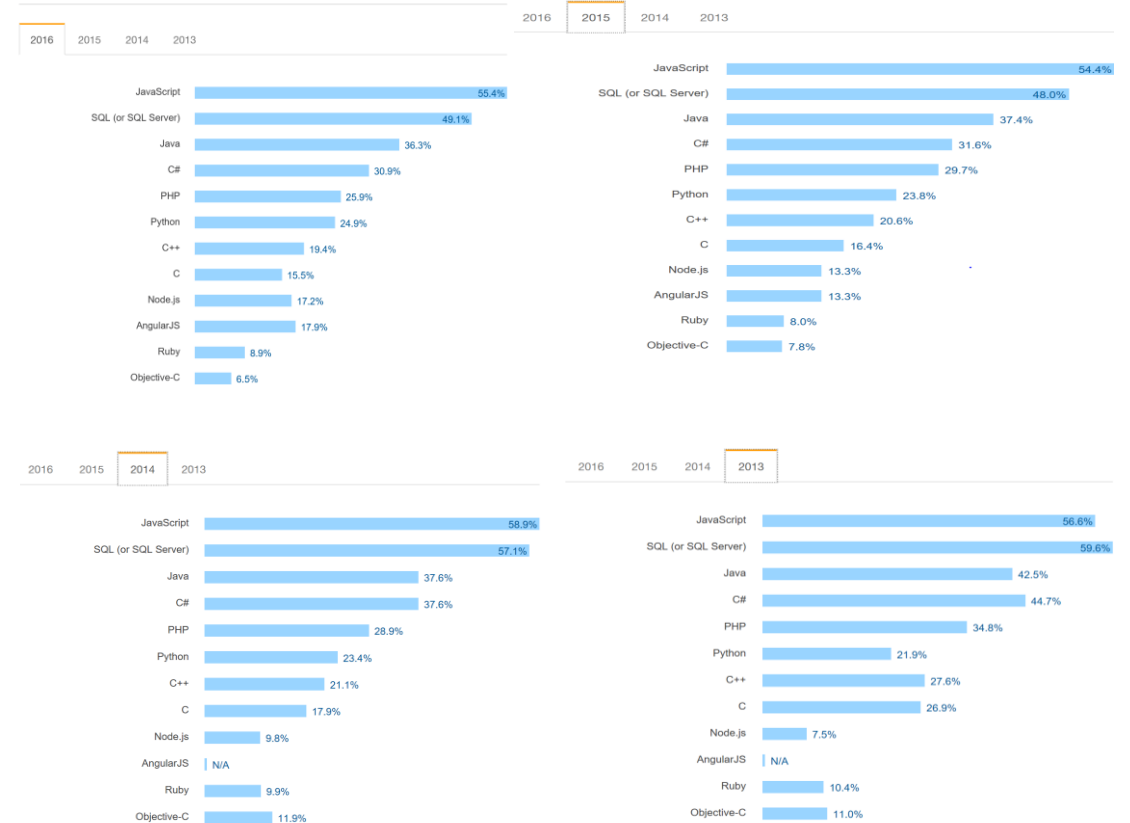 2016 2015 2014 2013
JavaScript 55.4%
SQL (or SQL Server) 49.1%
Java 36.3%
C# 30.9%
PHP 25.9%
Python 24.9%
C++ 19.4%
C 15.5%
Node.js 17.2%
AngularJS 17.9%
Ruby 8.9%
Objective-C 6.5%
2016 2015 2014 2013
JavaScript 54.4%
SQL (or SQL Server) 48.0%
Java 37.4%
C# 31.6%
PHP 29.7%
Python 23.8%
C++ 20.6%
C 16.4%
Node.js 13.3%
AngularJS 13.3%
Ruby 8.0%
Objective-C 7.8%
2016 2015 2014 2013
JavaScript 58.9%
SQL (or SQL Server) 57.1%
Java 37.6%
C# 37.6%
PHP 28.9%
Python 23.4%
C++ 21.1%
C 17.9%
Node.js 9.8%
AngularJS N/A
Ruby 9.9%
Objective-C 11.9%
2016 2015 2014 2013
JavaScript 56.6%
SQL (or SQL Server) 59.6%
Java 42.5%
C# 44.7%
PHP 34.8%
Python 21.9%
C++ 27.6%
C 26.9%
Node.js 7.5%
AngularJS N/A
Ruby 10.4%
Objective-C 11.0%